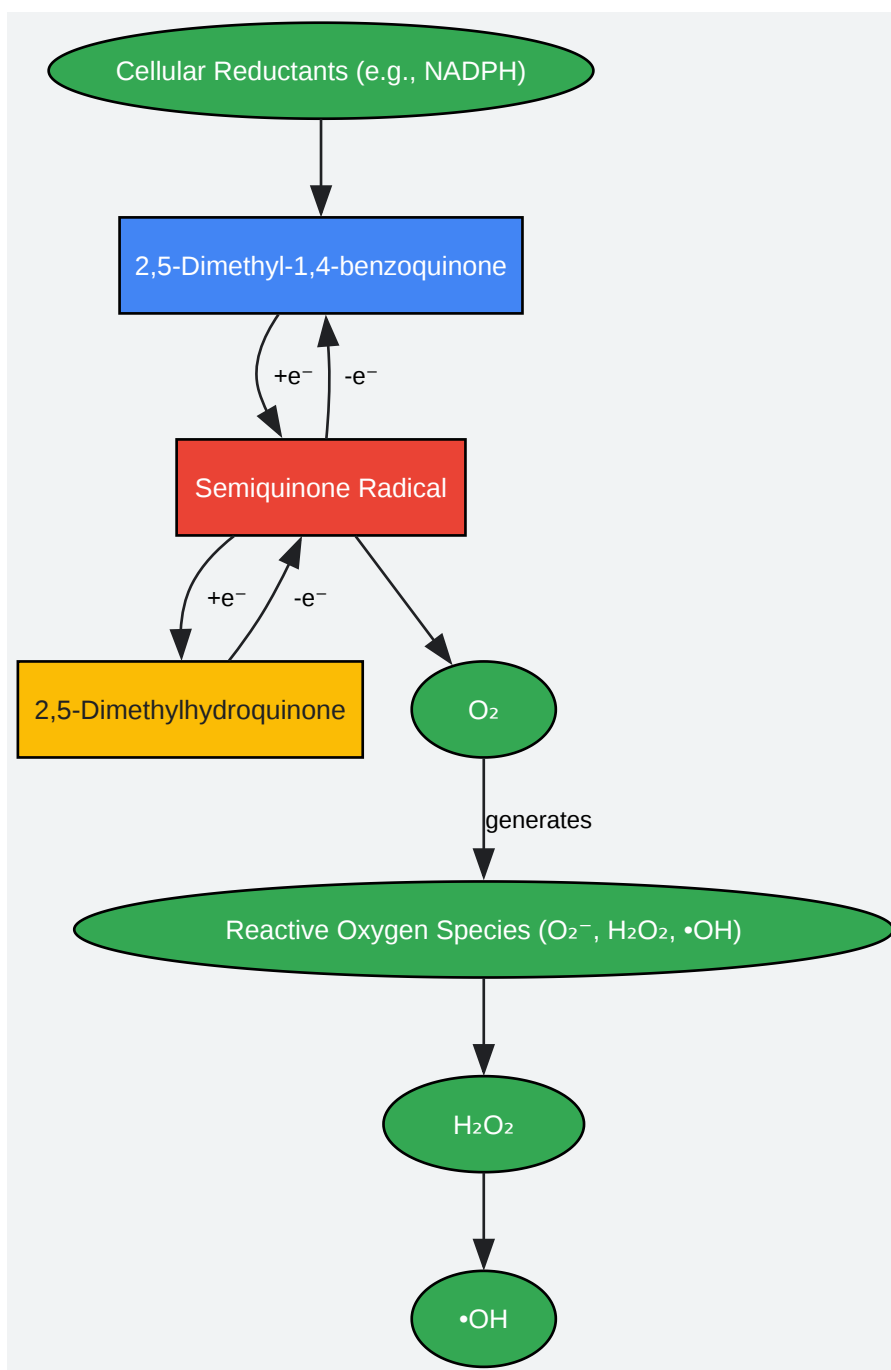 Cellular Reductants (e.g., NADPH)
2,5-Dimethyl-1,4-benzoquinone
+e⁻
-e⁻
Semiquinone Radical
+e⁻
-e⁻
2,5-Dimethylhydroquinone
O₂
generates
Reactive Oxygen Species (O₂⁻, H₂O₂, •OH)
H₂O₂
•OH